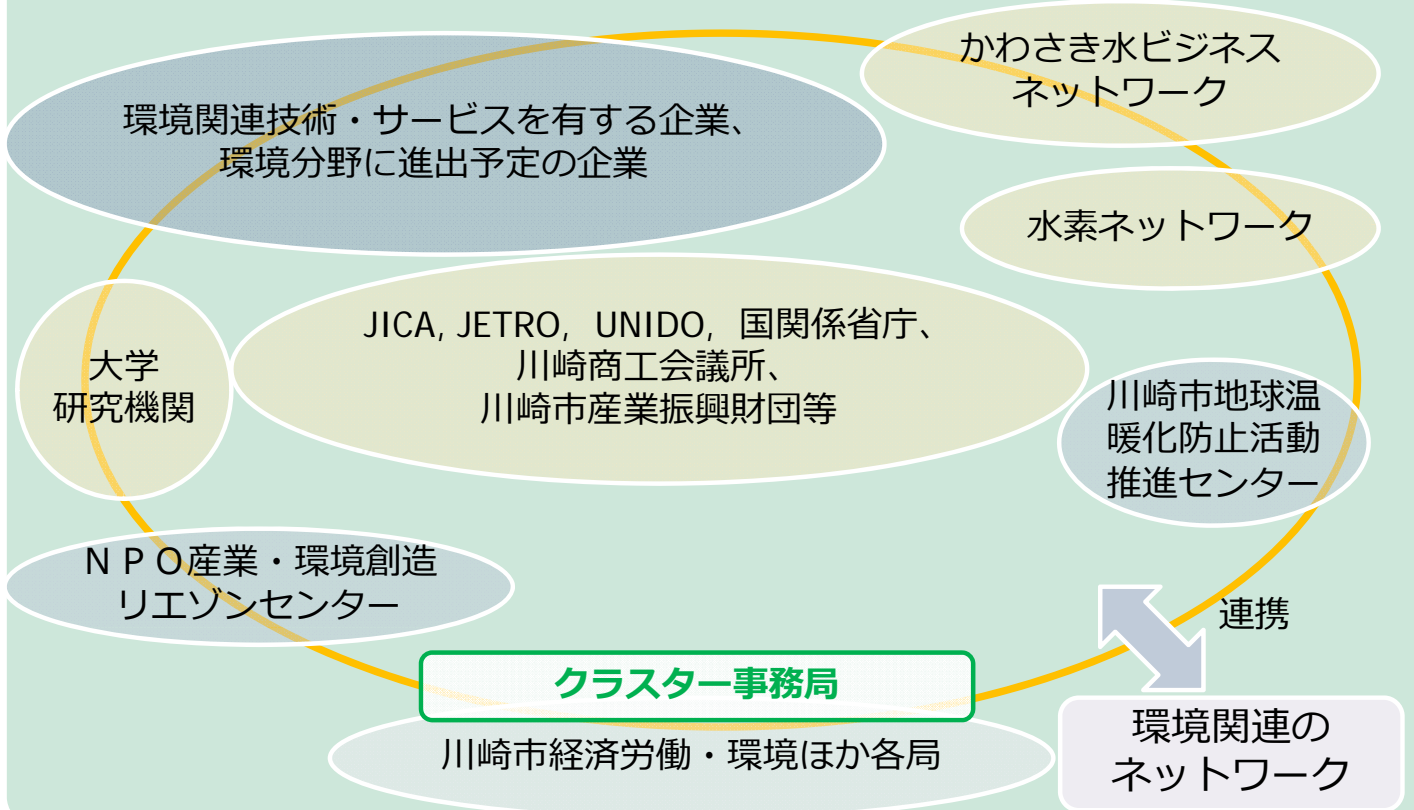 かわさき水ビジネス
ネットワーク
環境関連技術・サービスを有する企業、
環境分野に進出予定の企業
水素ネットワーク
JICA, JETRO, UNIDO, 国関係省庁、
川崎商工会議所、
川崎市産業振興財団等
大学
研究機関
川崎市地球温
暖化防止活動
推進センター
ＮＰＯ産業・環境創造
リエゾンセンター
連携
クラスター事務局
川崎市経済労働・環境ほか各局
環境関連の
ネットワーク